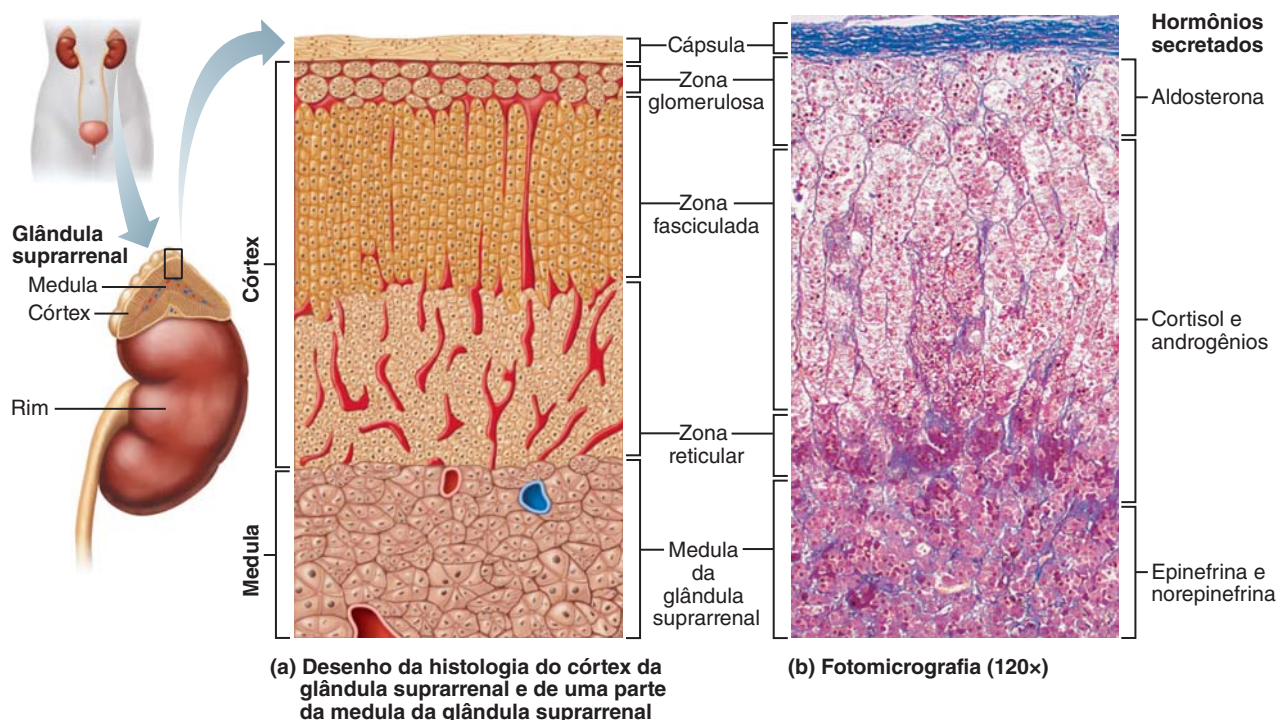 Glândula
suprarrenal
Medula
Córtex
Rim
Córtex
Medula
Cápsula
Zona
glomerulosa
Zona
fasciculada
Zona
reticular
Medula
da
glândula
suprarrenal
Hormônios
secretados
Aldosterona
Cortisol e
androgênios
Epinefrina e
norepinefrina
(a) Desenho da histologia do córtex da
glândula suprarrenal e de uma parte
da medula da glândula suprarrenal
(b) Fotomicrografia (120×)